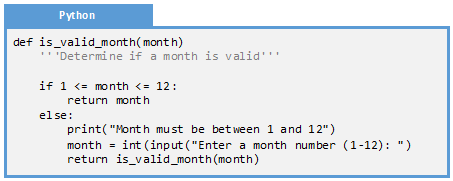 Python
def is_valid_month(month)
    '''Determine if a month is valid'''
    if 1 <= month <= 12:
        return month
    else:
        print("Month must be between 1 and 12")
        month = int(input("Enter a month number (1-12): ")
        return is_valid_month(month)